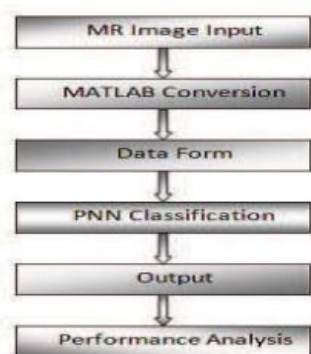 MR Image Input
MATLAB Conversion
Data Form
PNN Classification
Output
Performance Analysis